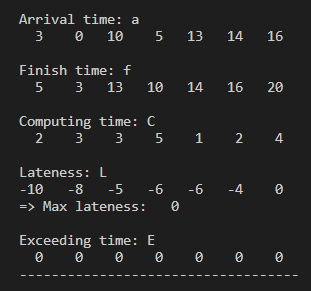 Arrival time: a
3 0 10 5 13 14 16
Finish time: f
5 3 13 10 14 16 20
Computing time: C
2 3 3 5 1 2 4
Lateness: L
-10 -8 -5 -6 -6 -4 0
=> Max lateness: 0
Exceeding time: E
0 0 0 0 0 0 0
-----------------------------------